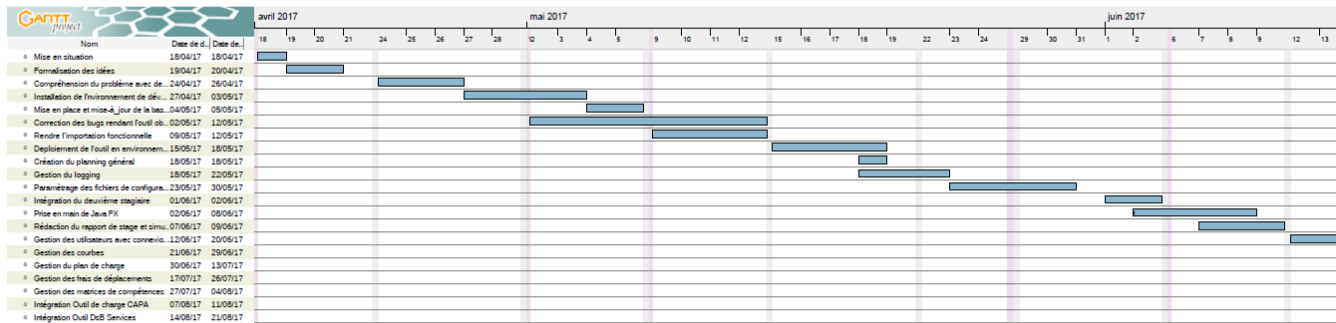 GANTT project
avril 2017 mai 2017 juin 2017
Nom Date de d... Date de...
18 19 20 21 24 25 26 27 28 2 3 4 5 9 10 11 12 15 16 17 18 19 22 23 24 29 30 31 1 2 6 7 8 9 12 13
Mise en situation 18/04/17 18/04/17
Formalisation des idées 19/04/17 20/04/17
Compréhension du problème avec de... 24/04/17 26/04/17
Installation de l'nvironnement de dév... 27/04/17 03/05/17
Mise en place et mise-à_jour de la bas... 04/05/17 05/05/17
Correction des bugs rendant l'outil ob... 02/05/17 12/05/17
Rendre l'importation fonctionnelle 09/05/17 12/05/17
Deploiement de l'outil en environnem... 15/05/17 18/05/17
Création du planning général 18/05/17 18/05/17
Gestion du logging 18/05/17 22/05/17
Paramètrage des fichiers de configura... 23/05/17 30/05/17
Intégration du deuxième stagiaire 01/06/17 02/06/17
Prise en main de Java FX 02/06/17 08/06/17
Rédaction du rapport de stage et simu... 07/06/17 09/06/17
Gestion des utilisateurs avec connexio... 12/06/17 20/06/17
Gestion des courbes 21/06/17 29/06/17
Gestion du plan de charge 30/06/17 13/07/17
Gestion des frais de déplacements 17/07/17 26/07/17
Gestion des matrices de compétences 27/07/17 04/08/17
Intégration Outil de charge CAPA 07/08/17 11/08/17
Intégration Outil DsB Services 14/08/17 21/08/17